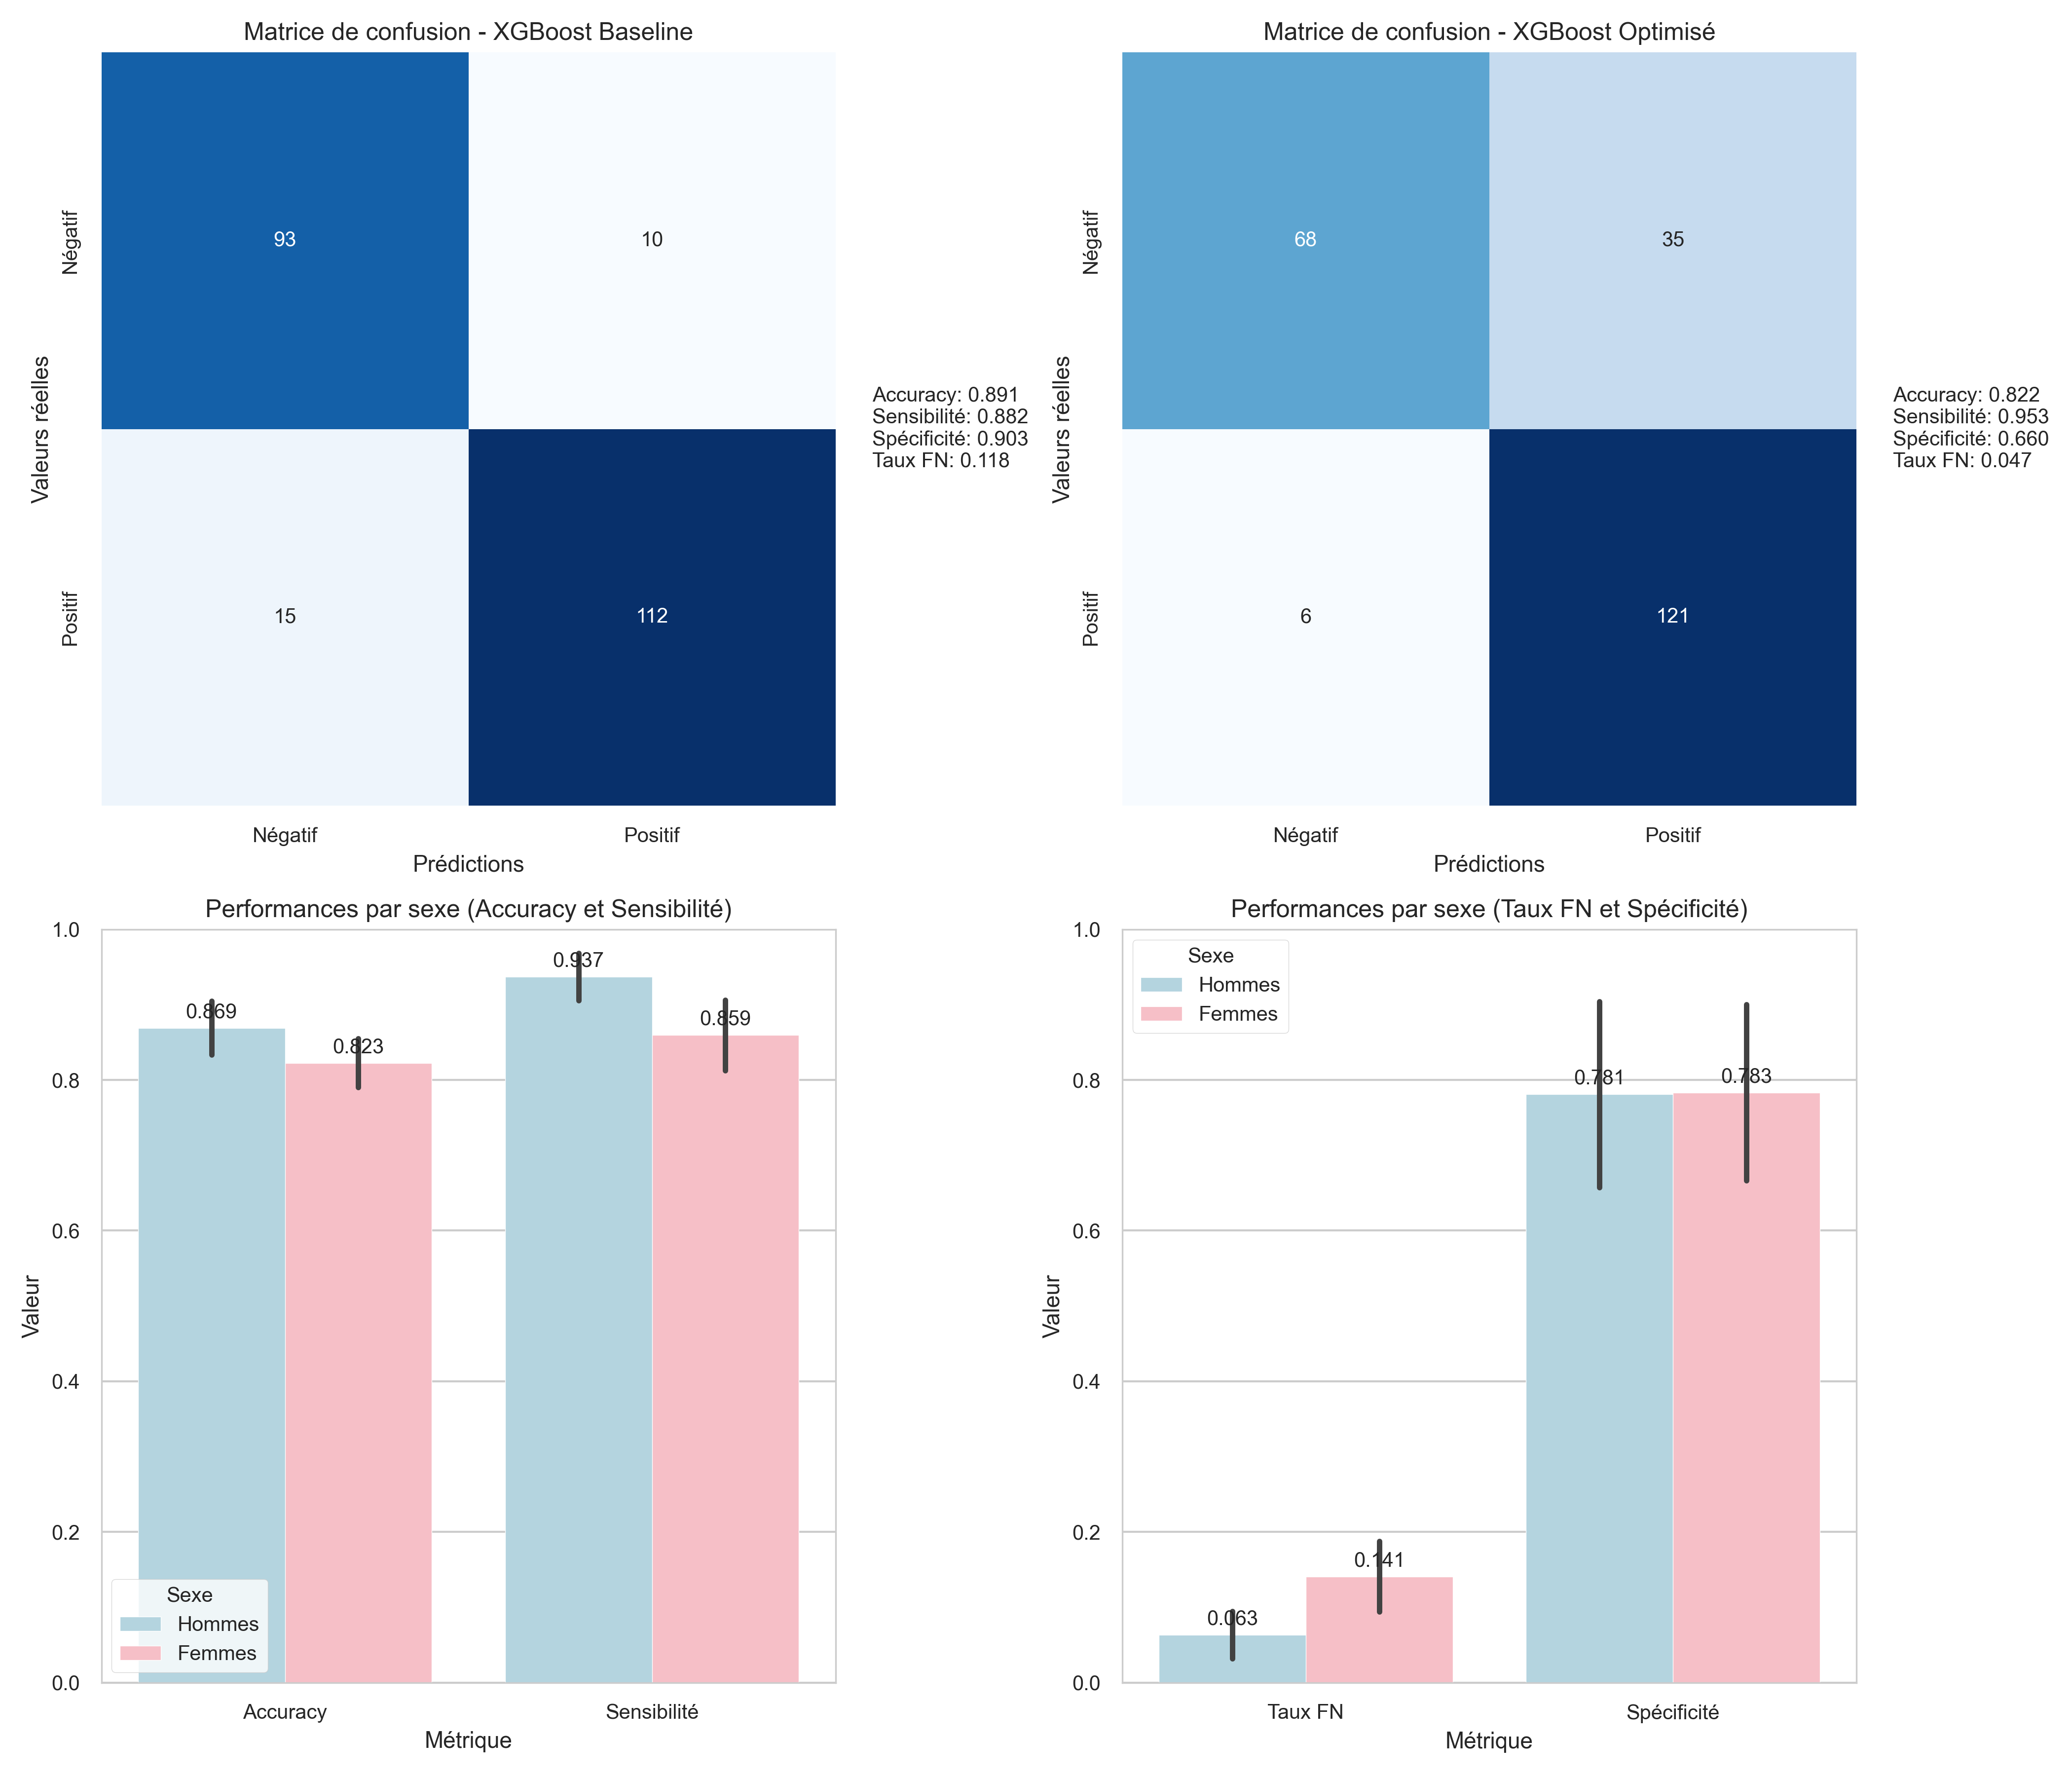 Matrice de confusion - XGBoost Baseline
Négatif
Positif
Valeurs réelles
93
10
15
112
Négatif
Positif
Prédictions
Accuracy: 0.891
Sensibilité: 0.882
Spécificité: 0.903
Taux FN: 0.118
Matrice de confusion - XGBoost Optimisé
Négatif
Positif
Valeurs réelles
68
35
6
121
Négatif
Positif
Prédictions
Accuracy: 0.822
Sensibilité: 0.953
Spécificité: 0.660
Taux FN: 0.047
Performances par sexe (Accuracy et Sensibilité)
1.0
0.8
0.6
0.4
0.2
0.0
Valeur
0.869
0.823
0.937
0.859
Sexe
Hommes
Femmes
Accuracy
Sensibilité
Métrique
Performances par sexe (Taux FN et Spécificité)
1.0
0.8
0.6
0.4
0.2
0.0
Valeur
Sexe
Hommes
Femmes
0.063
0.141
0.781
0.783
Taux FN
Spécificité
Métrique